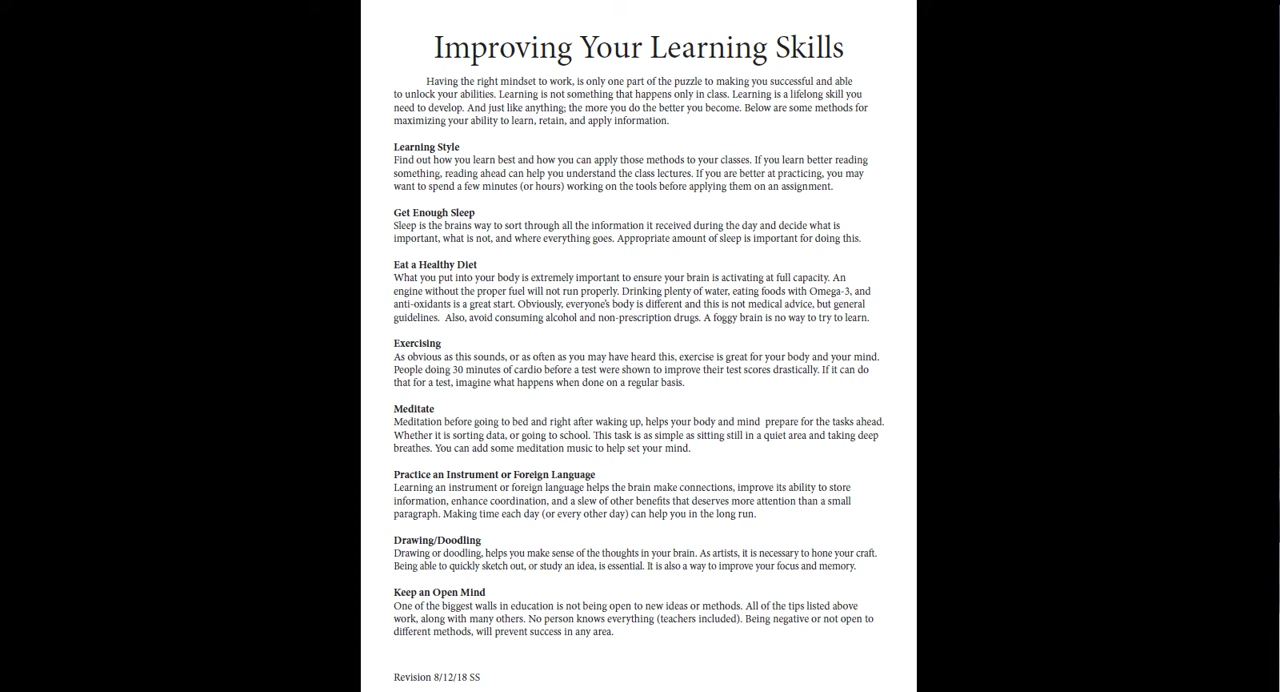 Improving Your Learning Skills
Having the right mindset to work, is only one part of the puzzle to making you successful and able
to unlock your abilities. Learning is not something that happens only in class. Learning is a lifelong skill you
need to develop. And just like anything; the more you do the better you become. Below are some methods for
maximizing your ability to learn, retain, and apply information.
Learning Style
Find out how you learn best and how you can apply those methods to your classes. If you learn better reading
something, reading ahead can help you understand the class lectures. If you are better at practicing, you may
want to spend a few minutes (or hours) working on the tools before applying them on an assignment.
Get Enough Sleep
Sleep is the brains way to sort through all the information it received during the day and decide what is
important, what is not, and where everything goes. Appropriate amount of sleep is important for doing this.
Eat a Healthy Diet
What you put into your body is extremely important to ensure your brain is activating at full capacity. An
engine without the proper fuel will not run properly. Drinking plenty of water, eating foods with Omega-3, and
anti-oxidants is a great start. Obviously, everyone's body is different and this is not medical advice, but general
guidelines.  Also, avoid consuming alcohol and non-prescription drugs. A foggy brain is no way to try to learn.
Exercising
As obvious as this sounds, or as often as you may have heard this, exercise is great for your body and your mind.
People doing 30 minutes of cardio before a test were shown to improve their test scores drastically. If it can do
that for a test, imagine what happens when done on a regular basis.
Meditate
Meditation before going to bed and right after waking up, helps your body and mind  prepare for the tasks ahead.
Whether it is sorting data, or going to school. This task is as simple as sitting still in a quiet area and taking deep
breathes. You can add some meditation music to help set your mind.
Practice an Instrument or Foreign Language
Learning an instrument or foreign language helps the brain make connections, improve its ability to store
information, enhance coordination, and a slew of other benefits that deserves more attention than a small
paragraph. Making time each day (or every other day) can help you in the long run.
Drawing/Doodling
Drawing or doodling, helps you make sense of the thoughts in your brain. As artists, it is necessary to hone your craft.
Being able to quickly sketch out, or study an idea, is essential. It is also a way to improve your focus and memory.
Keep an Open Mind
One of the biggest walls in education is not being open to new ideas or methods. All of the tips listed above
work, along with many others. No person knows everything (teachers included). Being negative or not open to
different methods, will prevent success in any area.
Revision 8/12/18 SS